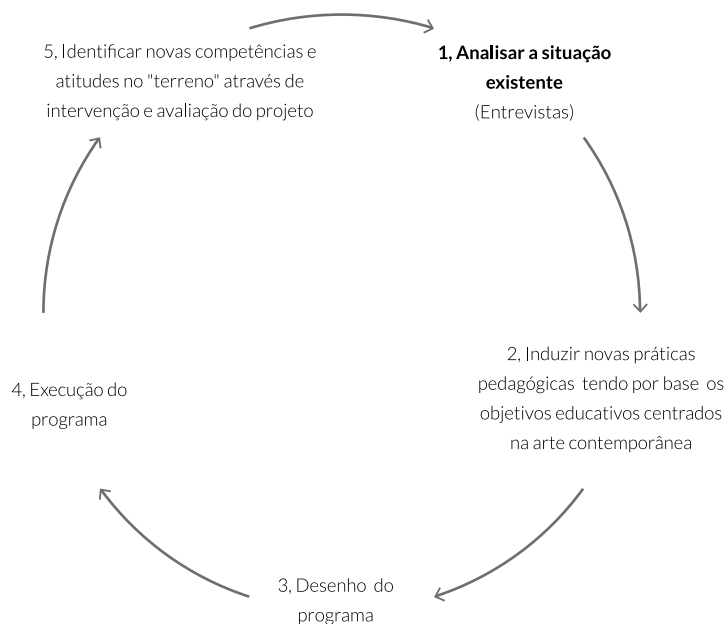 1, Analisar a situação
existente
(Entrevistas)
2, Induzir novas práticas
pedagógicas tendo por base os
objetivos educativos centrados
na arte contemporânea
3, Desenho do
programa
4, Execução do
programa
5, Identificar novas competências e
atitudes no "terreno" através de
intervenção e avaliação do projeto